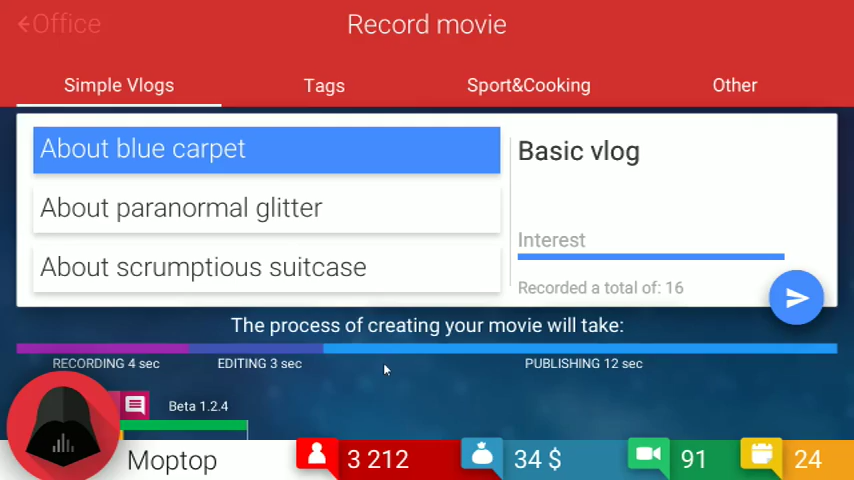 Office
Record movie
Simple Vlogs
Tags
Sport&Cooking
Other
About blue carpet
About paranormal glitter
About scrumptious suitcase
Basic vlog
Interest
Recorded a total of: 16
The process of creating your movie will take:
RECORDING 4 sec
EDITING 3 sec
PUBLISHING 12 sec
Beta 1.2.4
Moptop
3 212
34 $
91
24